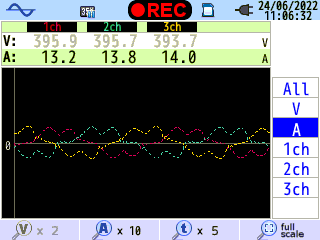 REC 24/06/2022
11:06:32
1ch 2ch 3ch
V: 395.9 395.7 393.7 V
A: 13.2 13.8 14.0 A
All
V
A
1ch
2ch
3ch
0
V x 2 A x 10 t x 5 full
scale